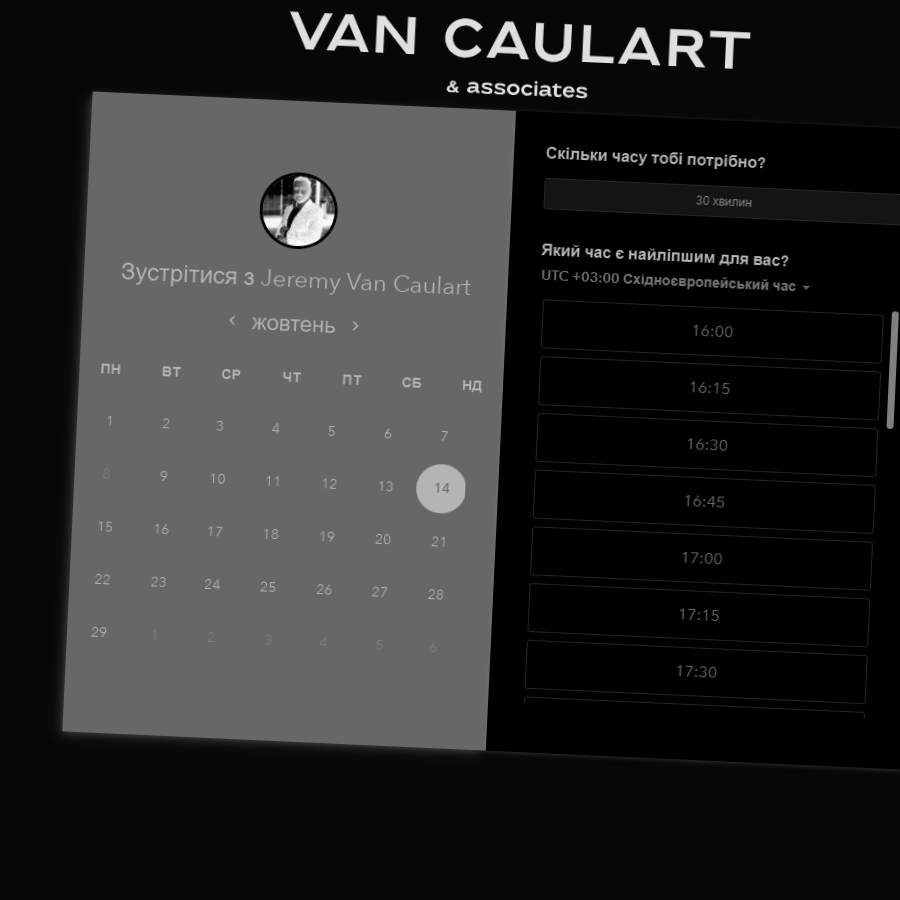 VAN CAULART
& associates
Зустрітися з Jeremy Van Caulart
жовтень
ПН ВТ СР ЧТ ПТ СБ НД
1 2 3 4 5 6 7
8 9 10 11 12 13 14
15 16 17 18 19 20 21
22 23 24 25 26 27 28
29 1 2 3 4 5 6
Скільки часу тобі потрібно?
30 хвилин
Який час є найліпшим для вас?
UTC +03:00 Східноєвропейський час
16:00
16:15
16:30
16:45
17:00
17:15
17:30